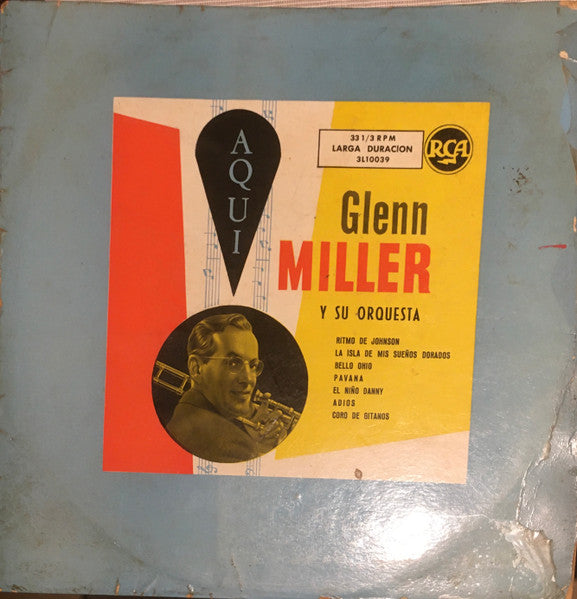 AQUI
33 1/3 RPM
LARGA DURACION
3L10039
RCA
Glenn
MILLER
Y SU ORQUESTA
RITMO DE JOHNSON
LA ISLA DE MIS SUEÑOS DORADOS
BELLO OHIO
PAVANA
EL NIÑO DANNY
ADIOS
CORO DE GITANOS